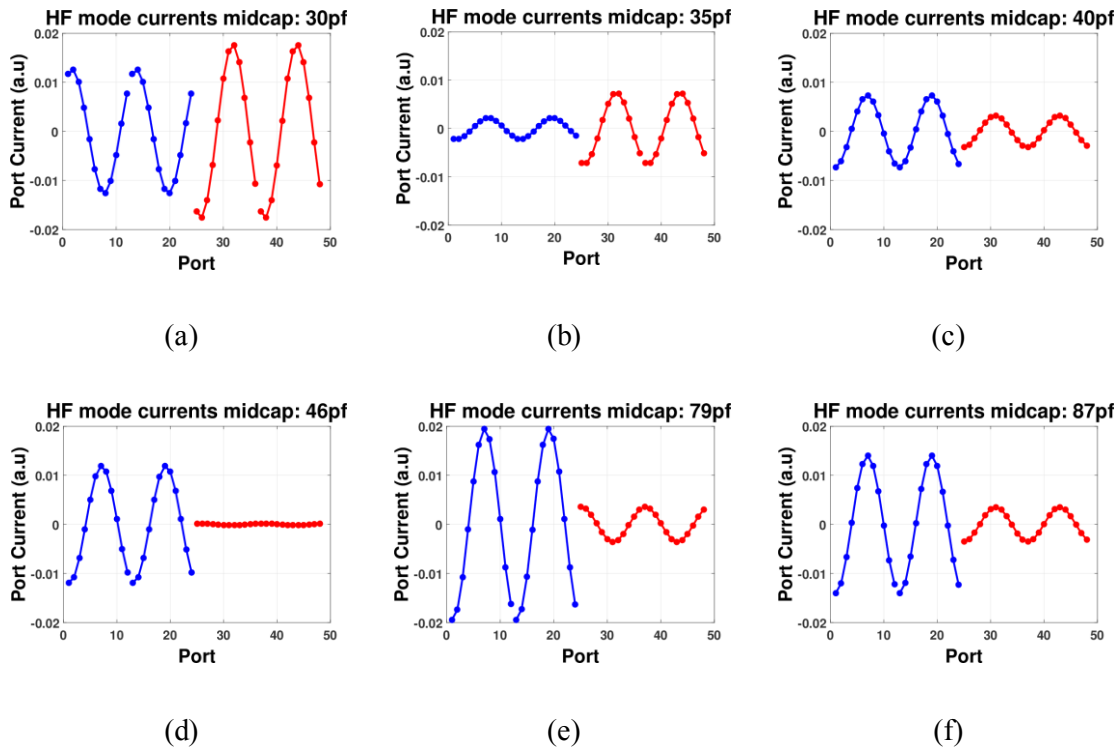 HF mode currents midcap: 30pf
Port Current (a.u)
0.02
0.01
0
-0.01
-0.02
0 10 20 30 40 50
Port
(a)
HF mode currents midcap: 35pf
Port Current (a.u)
0.02
0.01
0
-0.01
-0.02
0 10 20 30 40 50
Port
(b)
HF mode currents midcap: 40pf
Port Current (a.u)
0.02
0.01
0
-0.01
-0.02
0 10 20 30 40 50
Port
(c)
HF mode currents midcap: 46pf
Port Current (a.u)
0.02
0.01
0
-0.01
-0.02
0 10 20 30 40 50
Port
(d)
HF mode currents midcap: 79pf
Port Current (a.u)
0.02
0.01
0
-0.01
-0.02
0 10 20 30 40 50
Port
(e)
HF mode currents midcap: 87pf
Port Current (a.u)
0.02
0.01
0
-0.01
-0.02
0 10 20 30 40 50
Port
(f)